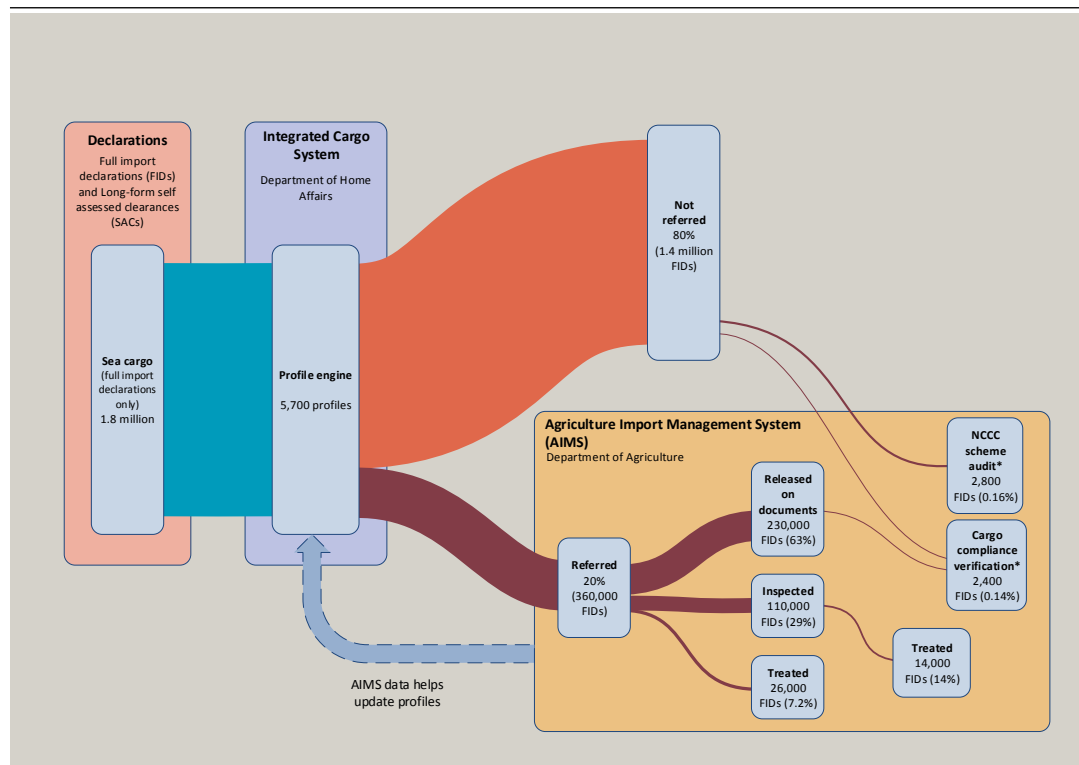 Declarations
Full import
declarations (FIDs)
and Long-form self
assessed clearances
(SACs)
Sea cargo
(full import
declarations
only)
1.8 million
Integrated Cargo
System
Department of Home
Affairs
Profile engine
5,700 profiles
Not
referred
80%
(1.4 million
FIDs)
Agriculture Import Management System
(AIMS)
Department of Agriculture
Referred
20%
(360,000
FIDs)
Released
on
documents
230,000
FIDs (63%)
Inspected
110,000
FIDs (29%)
Treated
26,000
FIDs (7.2%)
NCCC
scheme
audit*
2,800
FIDs (0.16%)
Cargo
compliance
verification*
2,400
FIDs (0.14%)
Treated
14,000
FIDs (14%)
AIMS data helps
update profiles